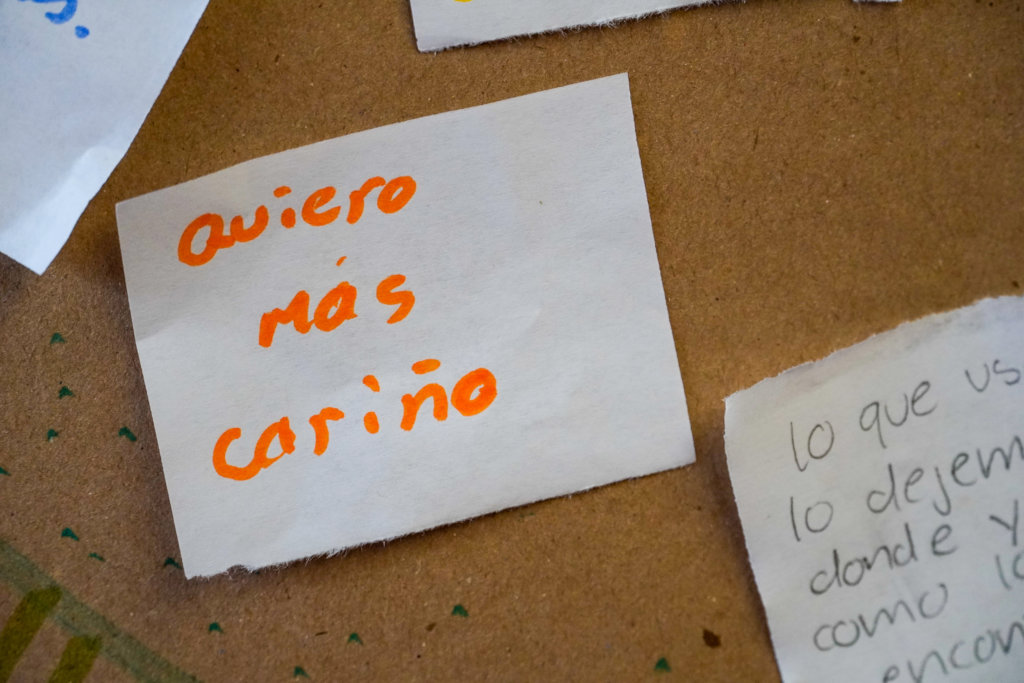 Quiero
más
cariño
lo que
lo
donde
como